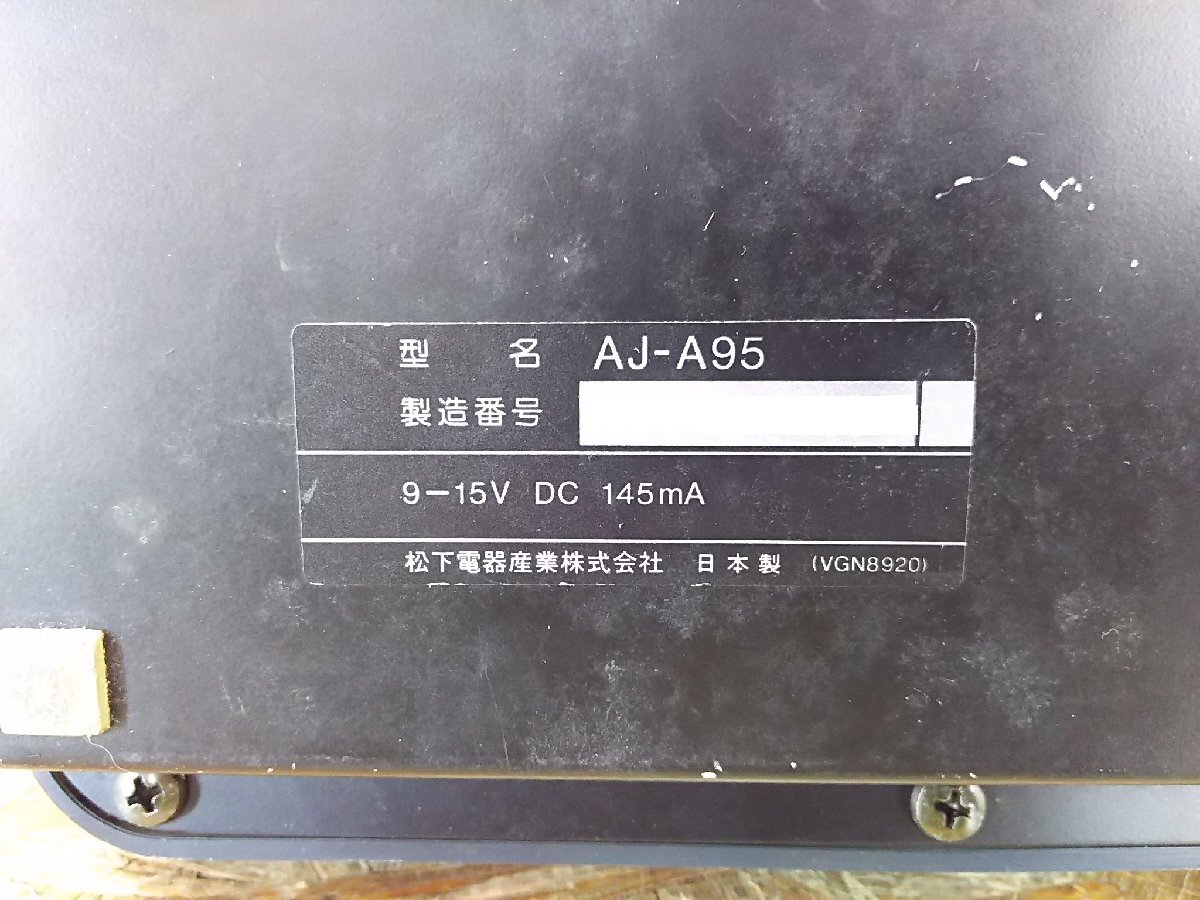 型 名 AJ-A95
製造番号
9-15V DC 145mA
松下電器産業株式会社 日本製 (VGN8920)